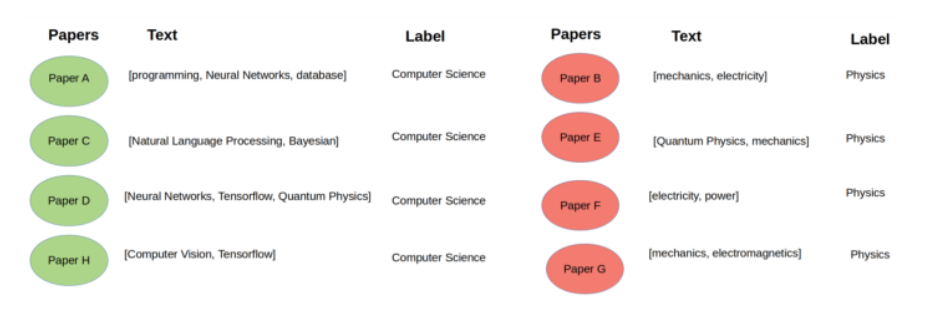 Papers Text Label
Paper A [programming, Neural Networks, database] Computer Science
Paper C [Natural Language Processing, Bayesian] Computer Science
Paper D [Neural Networks, Tensorflow, Quantum Physics] Computer Science
Paper H [Computer Vision, Tensorflow] Computer Science
Papers Text Label
Paper B [mechanics, electricity] Physics
Paper E [Quantum Physics, mechanics] Physics
Paper F [electricity, power] Physics
Paper G [mechanics, electromagnetics] Physics